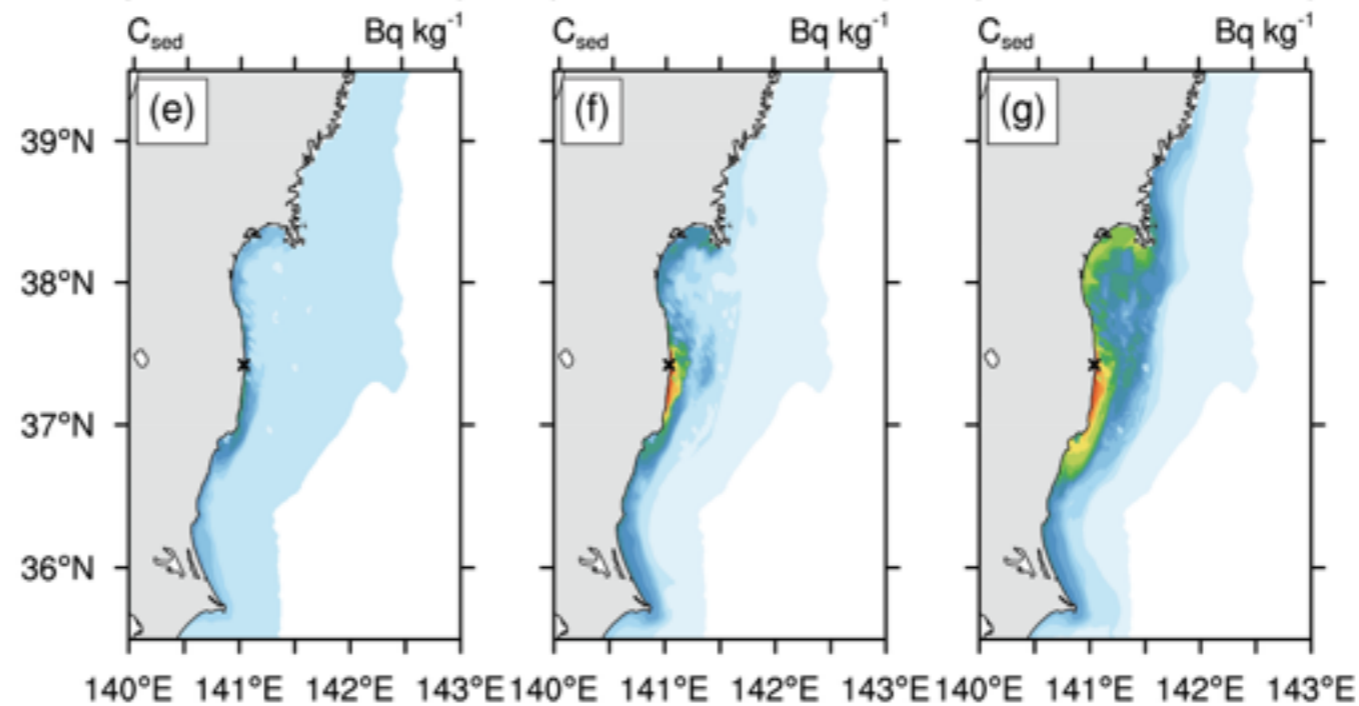 C_sed Bq kg^-1 C_sed Bq kg^-1 C_sed Bq kg^-1
(e) (f) (g)
39°N
38°N
37°N
36°N
140°E 141°E 142°E 143°E 140°E 141°E 142°E 143°E 140°E 141°E 142°E 143°E